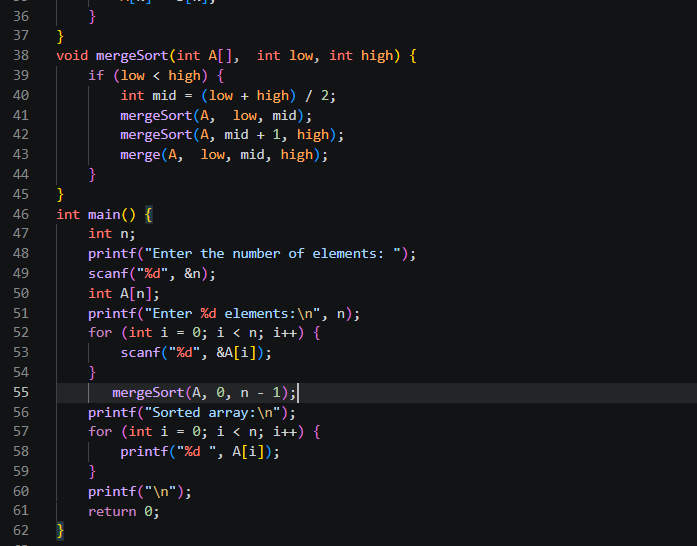 36         }
37 }
38 void mergeSort(int A[],  int low, int high) {
39     if (low < high) {
40         int mid = (low + high) / 2;
41         mergeSort(A,  low, mid);
42         mergeSort(A, mid + 1, high);
43         merge(A,  low, mid, high);
44     }
45 }
46 int main() {
47     int n;
48     printf("Enter the number of elements: ");
49     scanf("%d", &n);
50     int A[n];
51     printf("Enter %d elements:\n", n);
52     for (int i = 0; i < n; i++) {
53         scanf("%d", &A[i]);
54     }
55        mergeSort(A, 0, n - 1);
56     printf("Sorted array:\n");
57     for (int i = 0; i < n; i++) {
58         printf("%d ", A[i]);
59     }
60     printf("\n");
61     return 0;
62 }